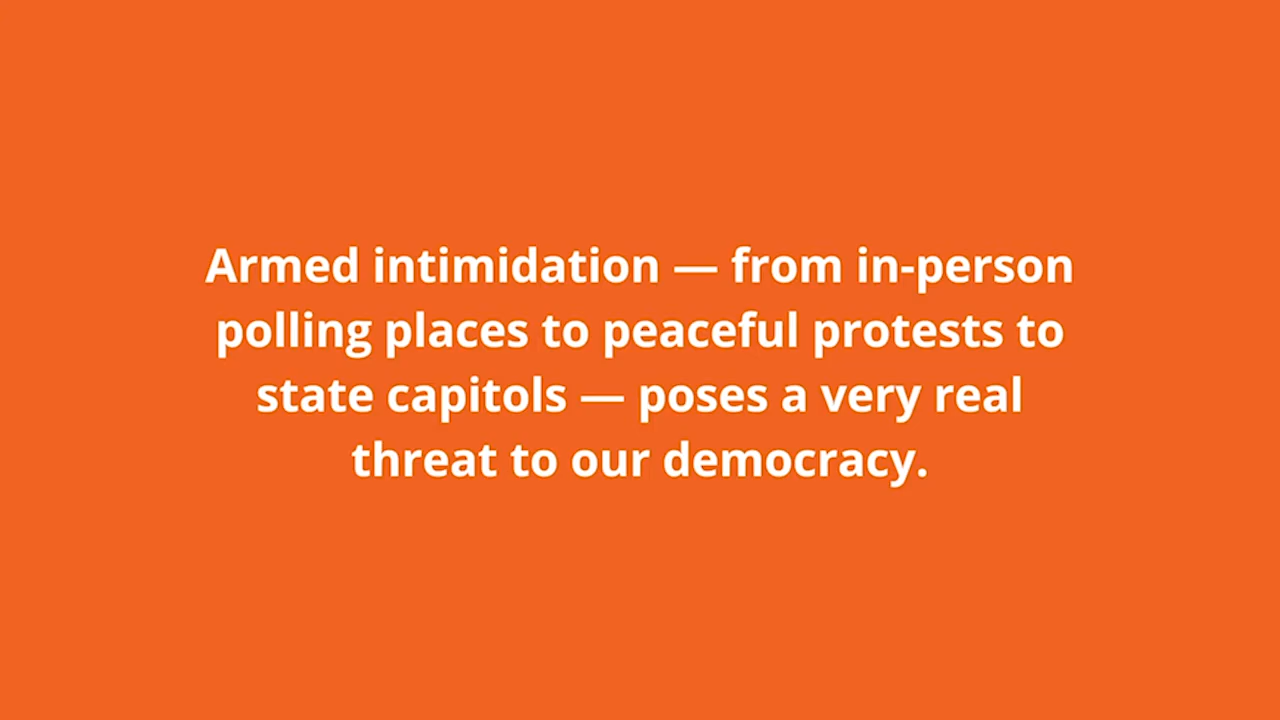 Armed intimidation — from in-person
polling places to peaceful protests to
state capitols — poses a very real
threat to our democracy.